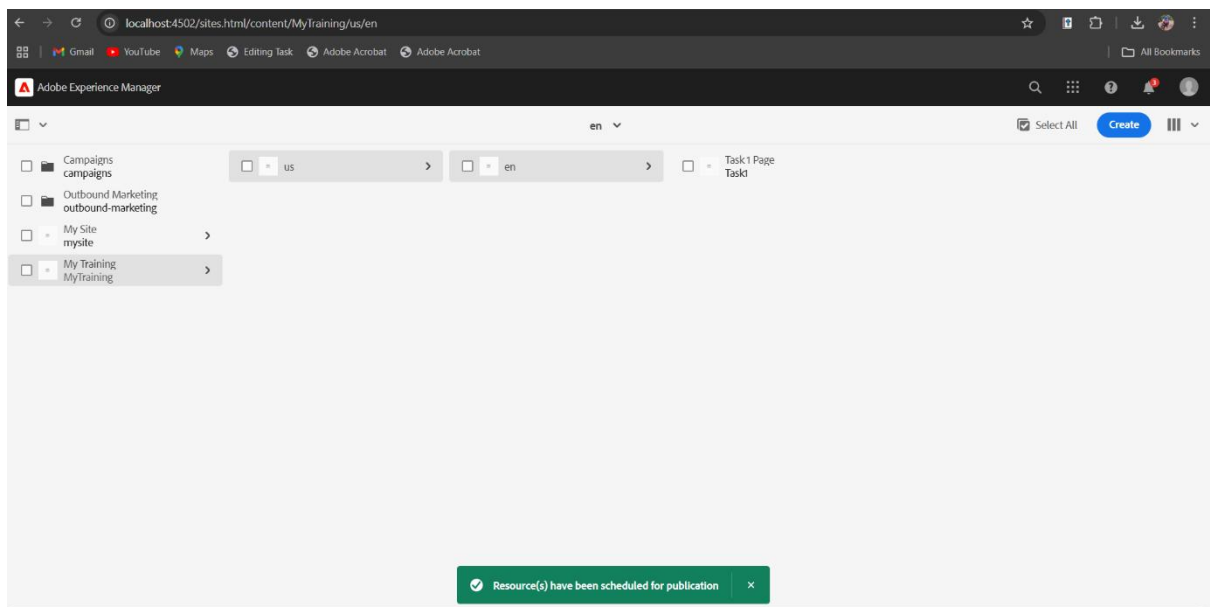 localhost:4502/sites.html/content/MyTraining/us/en
Gmail YouTube Maps Editing Task Adobe Acrobat Adobe Acrobat All Bookmarks
Adobe Experience Manager
en Select All Create
Campaigns
campaigns
Outbound Marketing
outbound-marketing
My Site
mysite
My Training
MyTraining
us
en
Task 1 Page
Task1
Resource(s) have been scheduled for publication